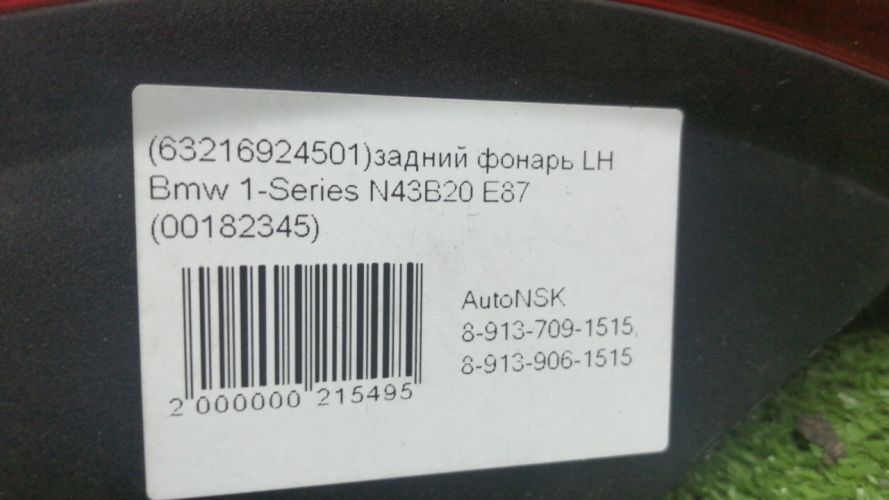 (63216924501)задний фонарь LH
Bmw 1-Series N43B20 E87
(00182345)
AutoNSK
8-913-709-1515,
8-913-906-1515
2 000000 215495